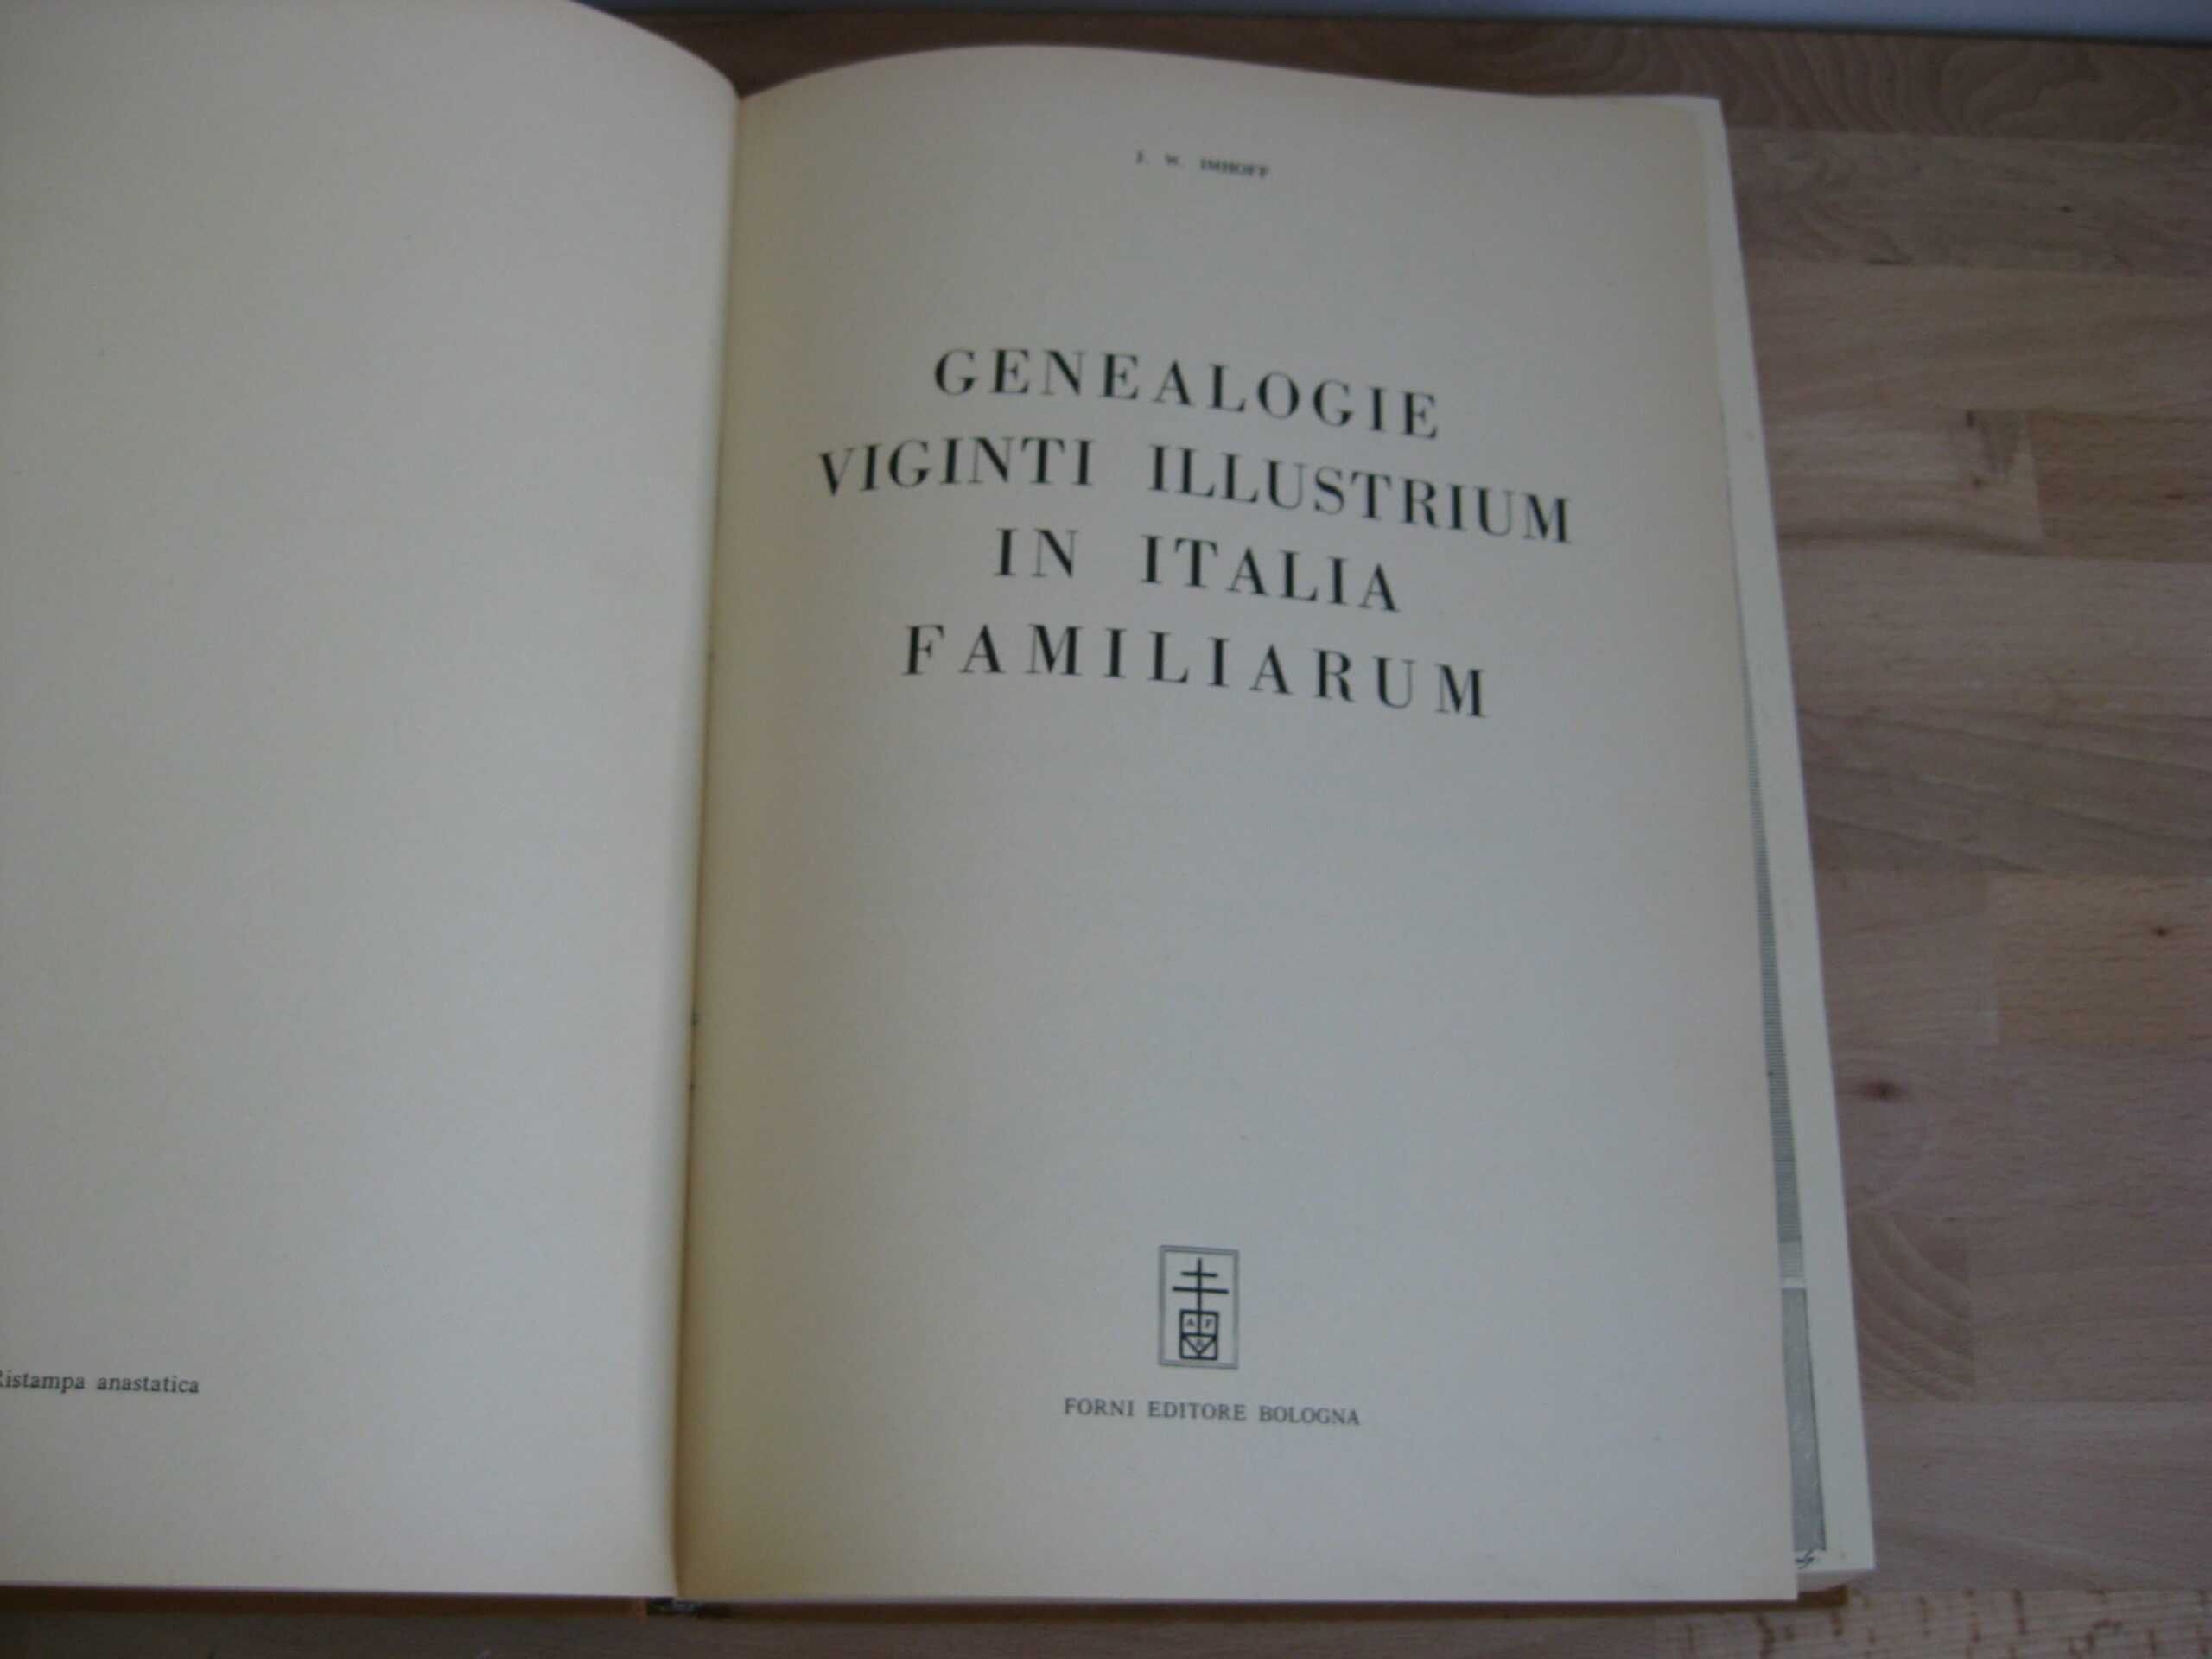 Ristampa anastatica
J. W. IMHOFF
GENEALOGIE
VIGINTI ILLUSTRIUM
IN ITALIA
FAMILIARUM
A F
FORNI EDITORE BOLOGNA